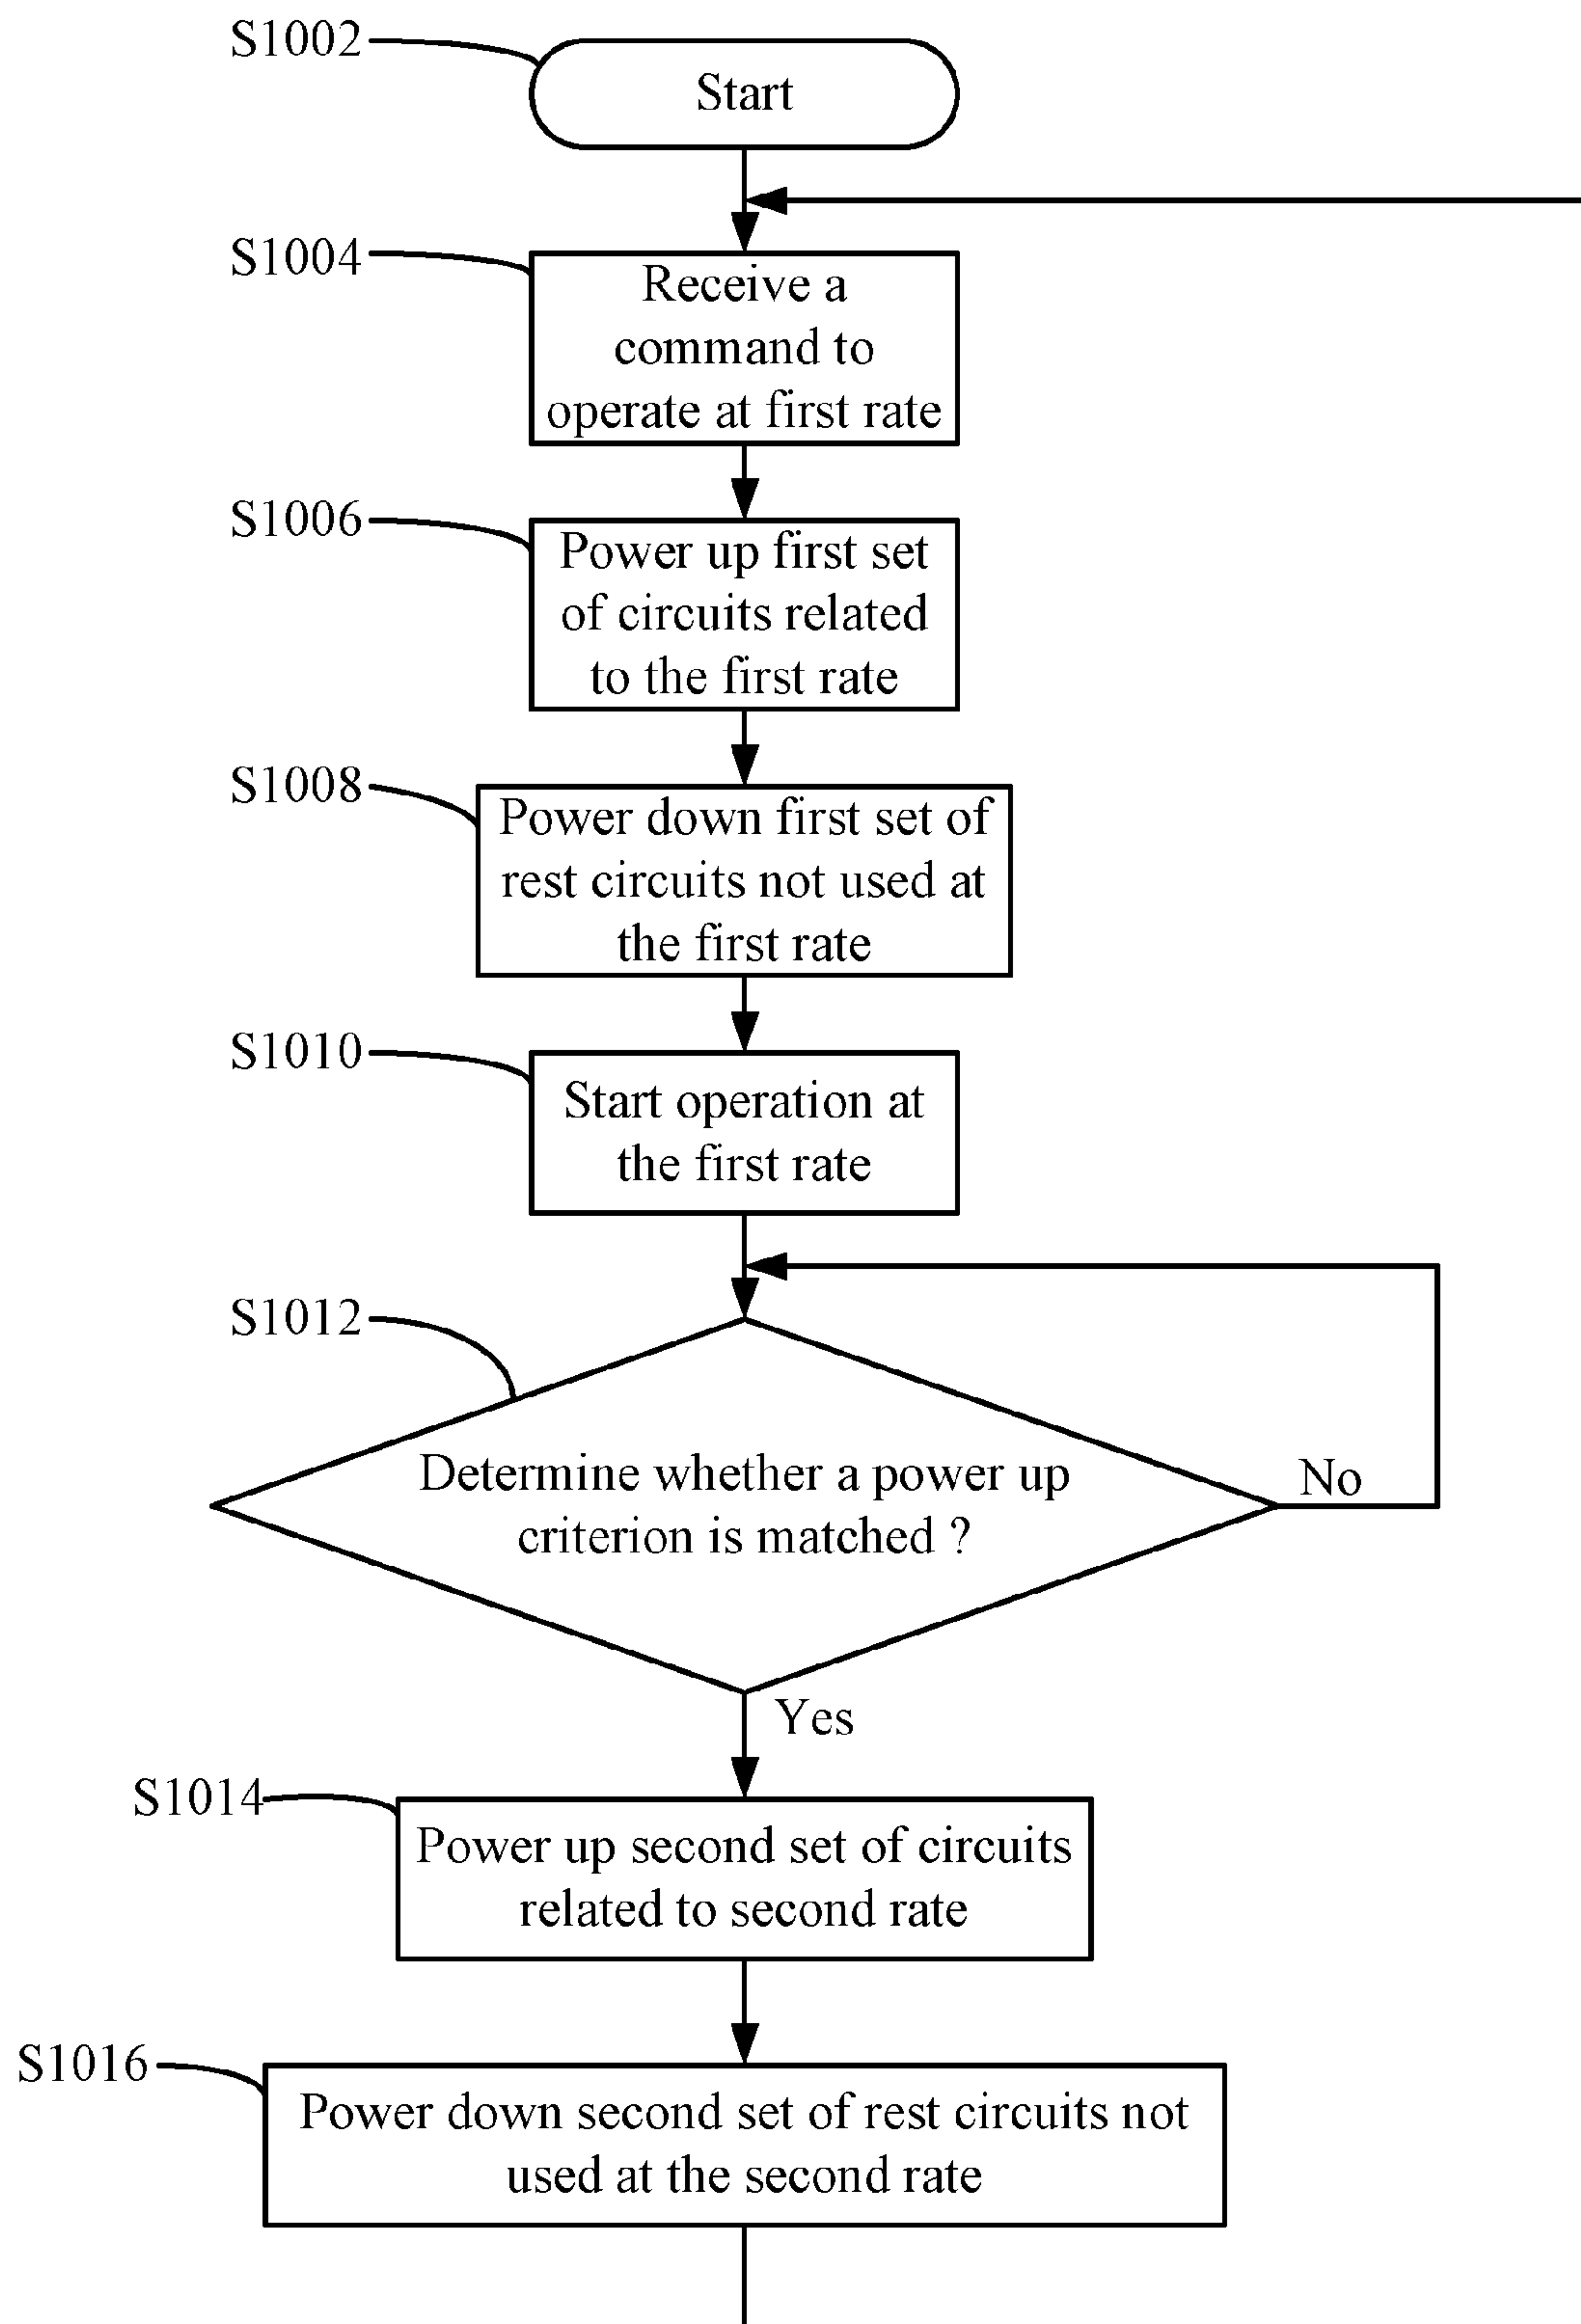 S1002
Start
S1004
Receive a
command to
operate at first rate
S1006
Power up first set
of circuits related
to the first rate
S1008
Power down first set of
rest circuits not used at
the first rate
S1010
Start operation at
the first rate
S1012
Determine whether a power up
criterion is matched ?
No
Yes
S1014
Power up second set of circuits
related to second rate
S1016
Power down second set of rest circuits not
used at the second rate